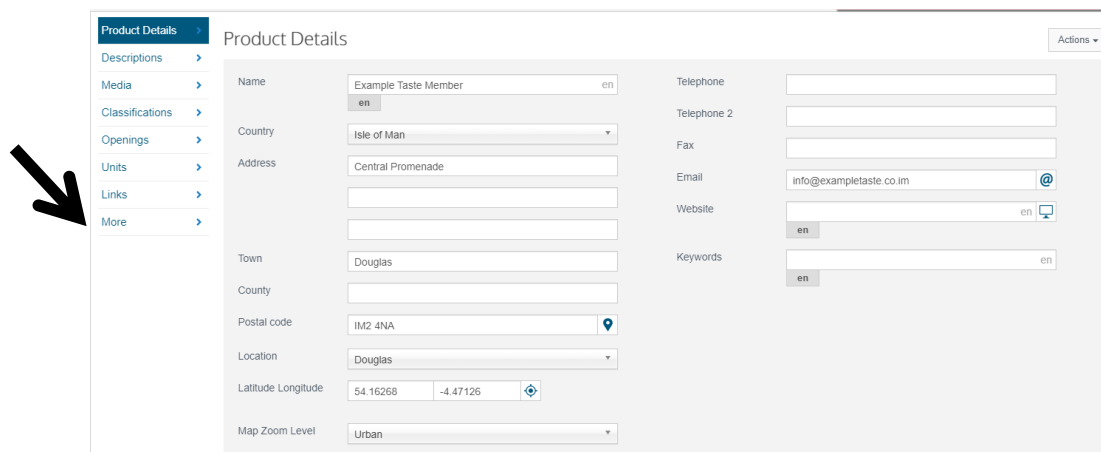 Product Details
Descriptions
Media
Classifications
Openings
Units
Links
More
Product Details
Actions
Name
Example Taste Member en
en
Country
Isle of Man
Address
Central Promenade
Town
Douglas
County
Postal code
IM2 4NA
Location
Douglas
Latitude Longitude
54.16268 -4.47126
Map Zoom Level
Urban
Telephone
Telephone 2
Fax
Email
info@exampletaste.co.im @
Website
en
en
Keywords
en
en